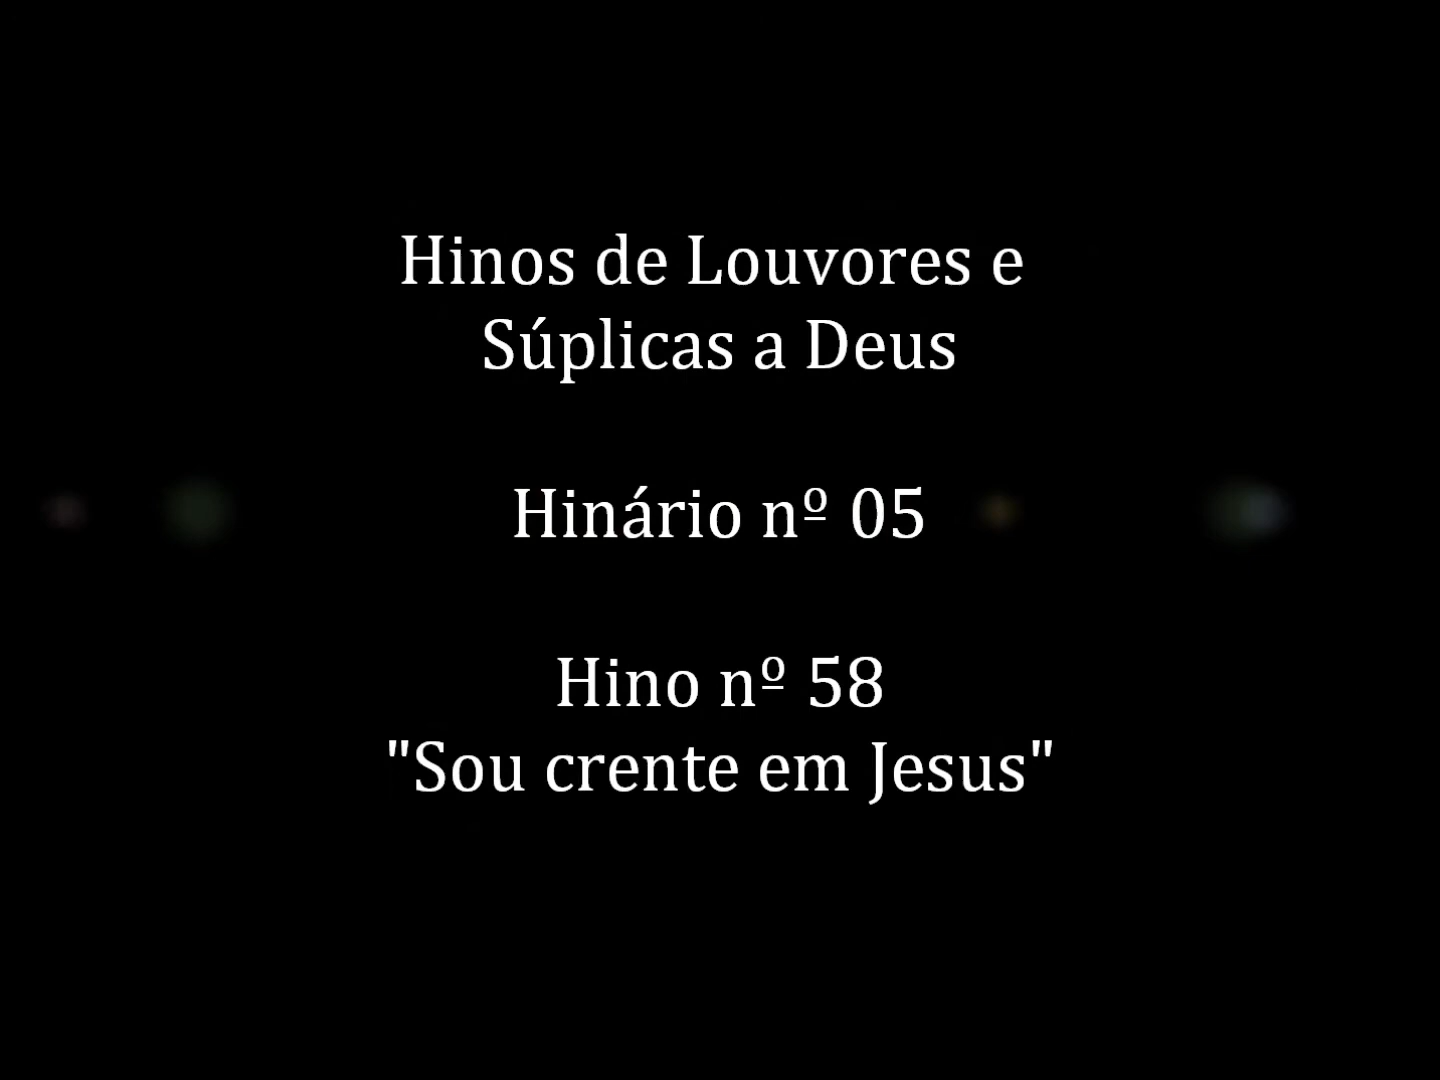 Hinos de Louvores e
Súplicas a Deus
Hinário nº 05
Hino nº 58
"Sou crente em Jesus"